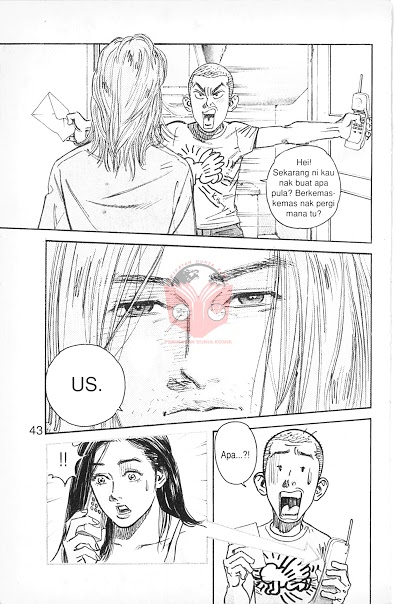 Hei!
Sekarang ni kau
nak buat apa
pula? Berkemas-
kemas nak pergi
mana tu?
US.
43
!!
Apa...?!